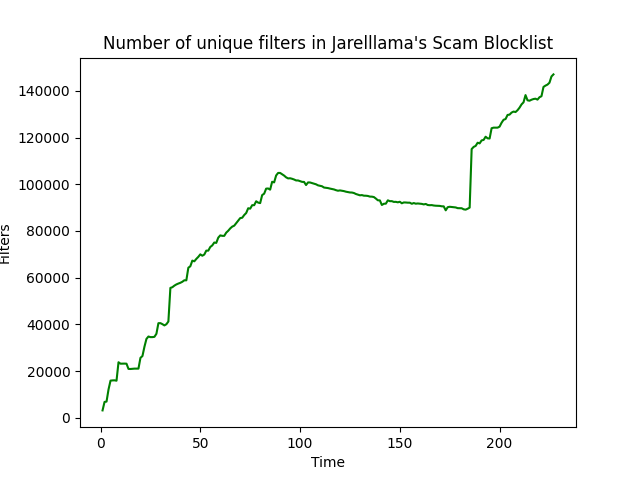 Number of unique filters in Jarelllama's Scam Blocklist
140000
120000
100000
80000
60000
40000
20000
0
Filters
0 50 100 150 200
Time